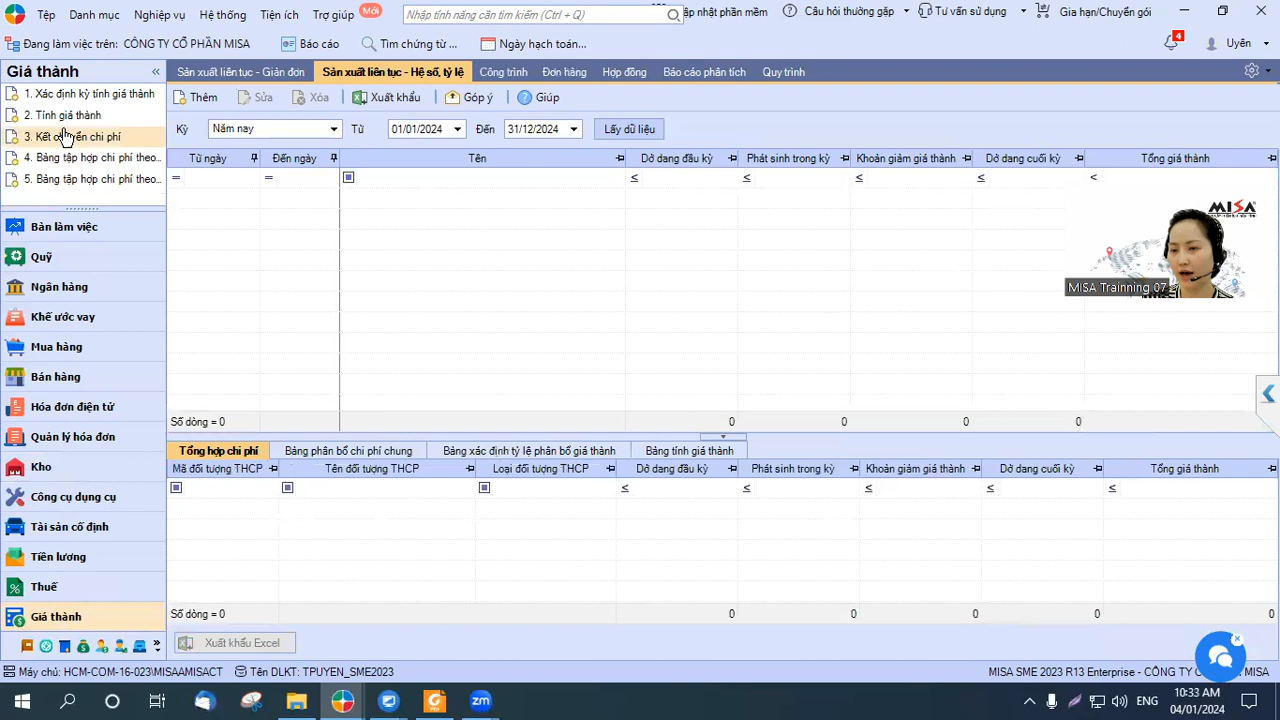 Tệp Danh mục Nghiệp vụ Hệ thống Tiện ích Trợ giúp Mới Nhập tính năng cần tìm kiếm (Ctrl + Q) nhật phần mềm Câu hỏi thường gặp Tư vấn sử dụng Gia hạn/Chuyển gói
Đang làm việc trên: CÔNG TY CỔ PHẦN MISA Báo cáo Tìm chứng từ ... Ngày hạch toán... 4 Uyên
Giá thành «
1. Xác định kỳ tính giá thành
2. Tính giá thành
3. Kết chuyển chi phí
4. Bảng tập hợp chi phí theo...
5. Bảng tập hợp chi phí theo...
Bàn làm việc
Quỹ
Ngân hàng
Khế ước vay
Mua hàng
Bán hàng
Hóa đơn điện tử
Quản lý hóa đơn
Kho
Công cụ dụng cụ
Tài sản cố định
Tiền lương
Thuế
Giá thành
Sản xuất liên tục - Giản đơn Sản xuất liên tục - Hệ số, tỷ lệ Công trình Đơn hàng Hợp đồng Báo cáo phân tích Quy trình
Thêm Sửa Xóa Xuất khẩu Góp ý Giúp
Kỳ Năm nay Từ 01/01/2024 Đến 31/12/2024 Lấy dữ liệu
Từ ngày Đến ngày Tên Dở dang đầu kỳ Phát sinh trong kỳ Khoản giảm giá thành Dở dang cuối kỳ Tổng giá thành
= = ≤ ≤ ≤ ≤ <
MISA
MISA Trainning 07
Số dòng = 0 0 0 0 0
Tổng hợp chi phí Bảng phân bổ chi phí chung Bảng xác định tỷ lệ phân bổ giá thành Bảng tính giá thành
Mã đối tượng THCP Tên đối tượng THCP Loại đối tượng THCP Dở dang đầu kỳ Phát sinh trong kỳ Khoản giảm giá thành Dở dang cuối kỳ Tổng giá thành
≤ ≤ ≤ ≤ ≤
Số dòng = 0 0 0 0 0 0
Xuất khẩu Excel
Máy chủ: HCM-COM-16-023\MISAAMISACT Tên DLKT: TPUYEN_SME2023 MISA SME 2023 R13 Enterprise - CÔNG TY
zm ENG 10:33 AM
04/01/2024